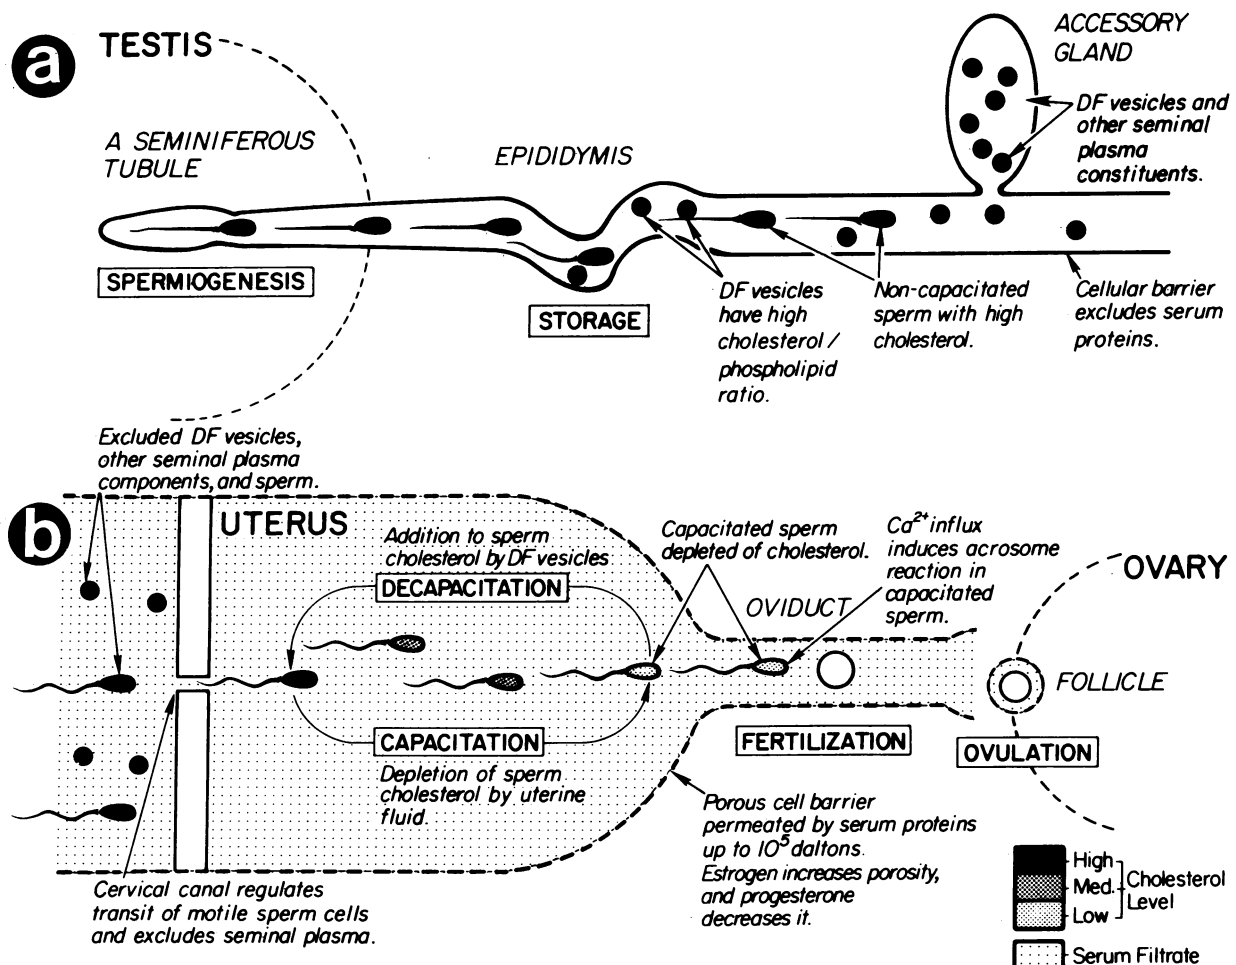 a
TESTIS
A SEMINIFEROUS
TUBULE
EPIDIDYMIS
ACCESSORY
GLAND
DF vesicles and
other seminal
plasma
constituents.
SPERMIOGENESIS
STORAGE
DF vesicles
have high
cholesterol /
phospholipid
ratio.
Non-capacitated
sperm with high
cholesterol.
Cellular barrier
excludes serum
proteins.
Excluded DF vesicles,
other seminal plasma
components, and sperm.
b
UTERUS
Addition to sperm
cholesterol by DF vesicles
DECAPACITATION
Capacitated sperm
depleted of cholesterol.
Ca²⁺ influx
induces acrosome
reaction in
capacitated
sperm.
OVARY
OVIDUCT
FOLLICLE
CAPACITATION
Depletion of sperm
cholesterol by uterine
fluid.
FERTILIZATION
OVULATION
Porous cell barrier
permeated by serum proteins
up to 10⁵ daltons.
Estrogen increases porosity,
and progesterone
decreases it.
Cervical canal regulates
transit of motile sperm cells
and excludes seminal plasma.
High
Med.
Low
Cholesterol
Level
Serum Filtrate